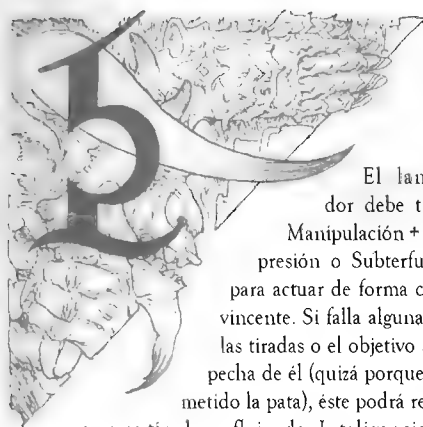 El lan
dor debe t
Manipulación +
presión o Subterfu
para actuar de forma c
vincente. Si falla alguna
las tiradas o el objetivo
pecha de él (quizá porque
metido la pata), éste podrá re